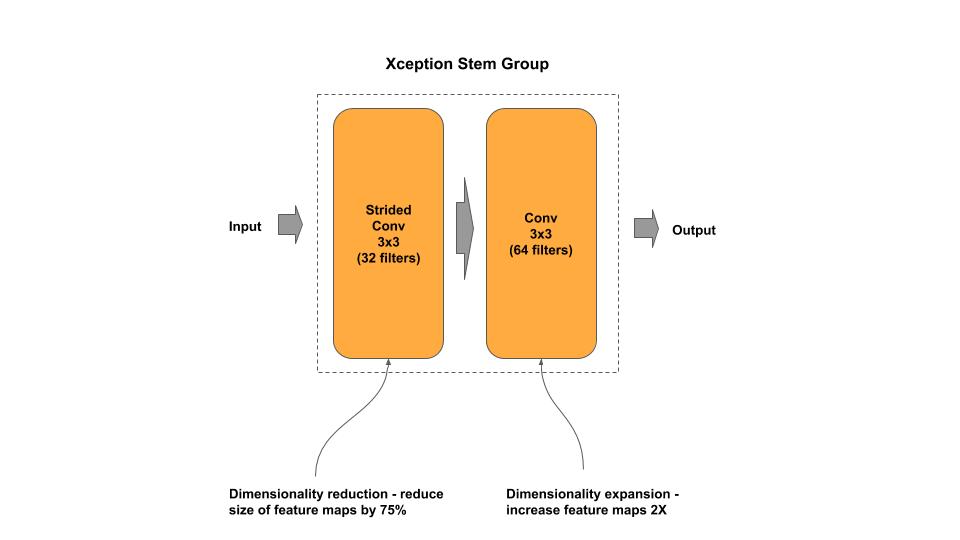 Xception Stem Group
Input
Strided
Conv
3x3
(32 filters)
Conv
3x3
(64 filters)
Output
Dimensionality reduction - reduce
size of feature maps by 75%
Dimensionality expansion -
increase feature maps 2X